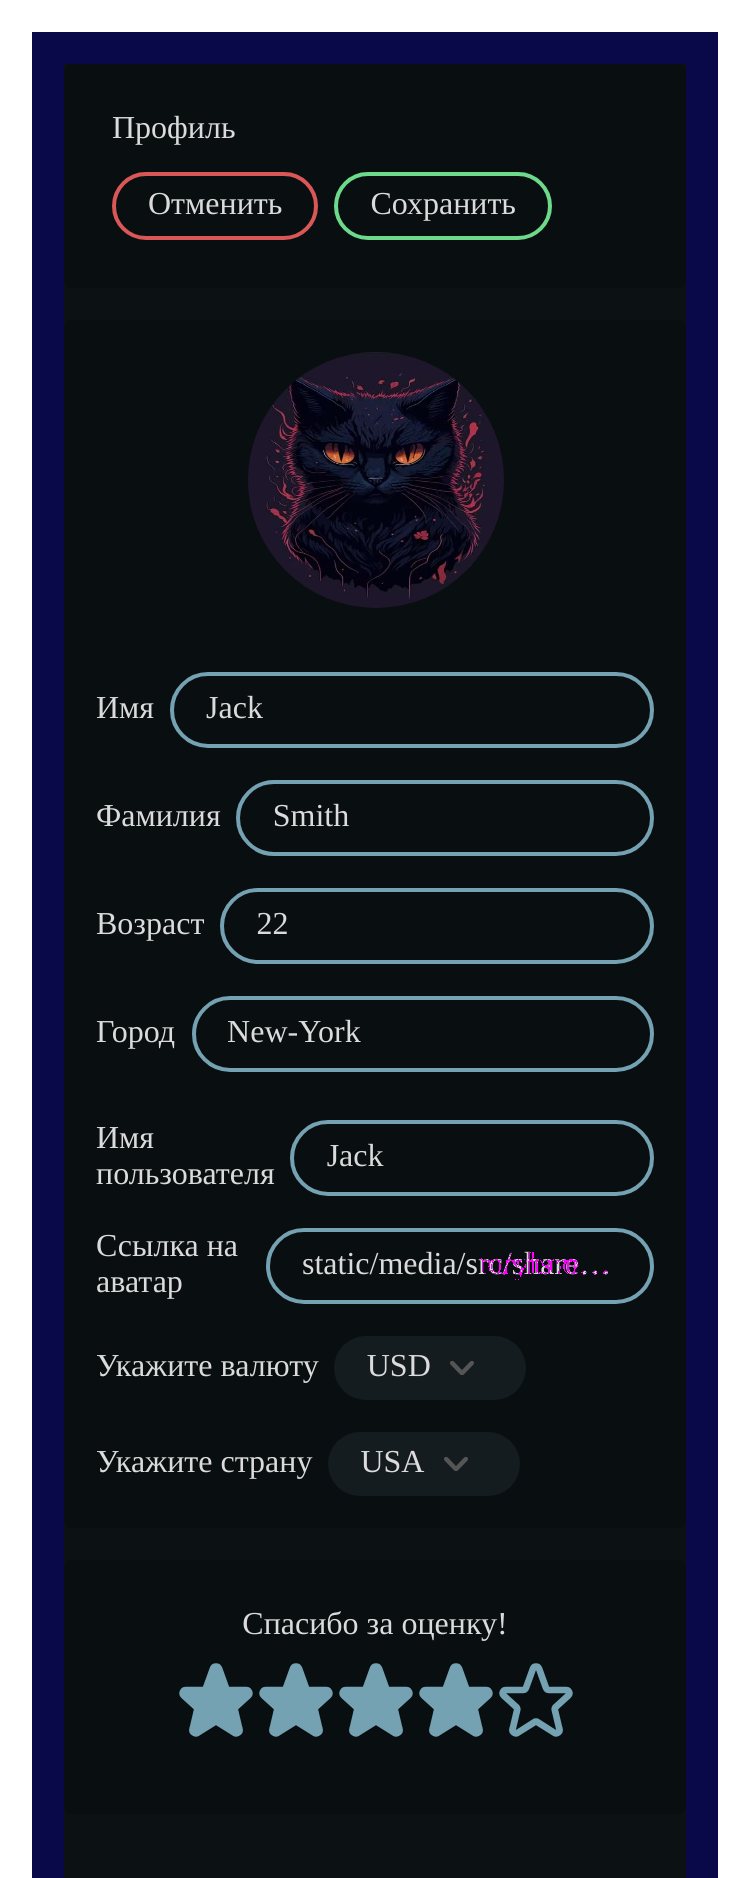 Профиль
Отменить Сохранить
Имя Jack
Фамилия Smith
Возраст 22
Город New-York
Имя
пользователя Jack
Ссылка на
аватар static/media/src/share…
Укажите валюту USD
Укажите страну USA
Спасибо за оценку!